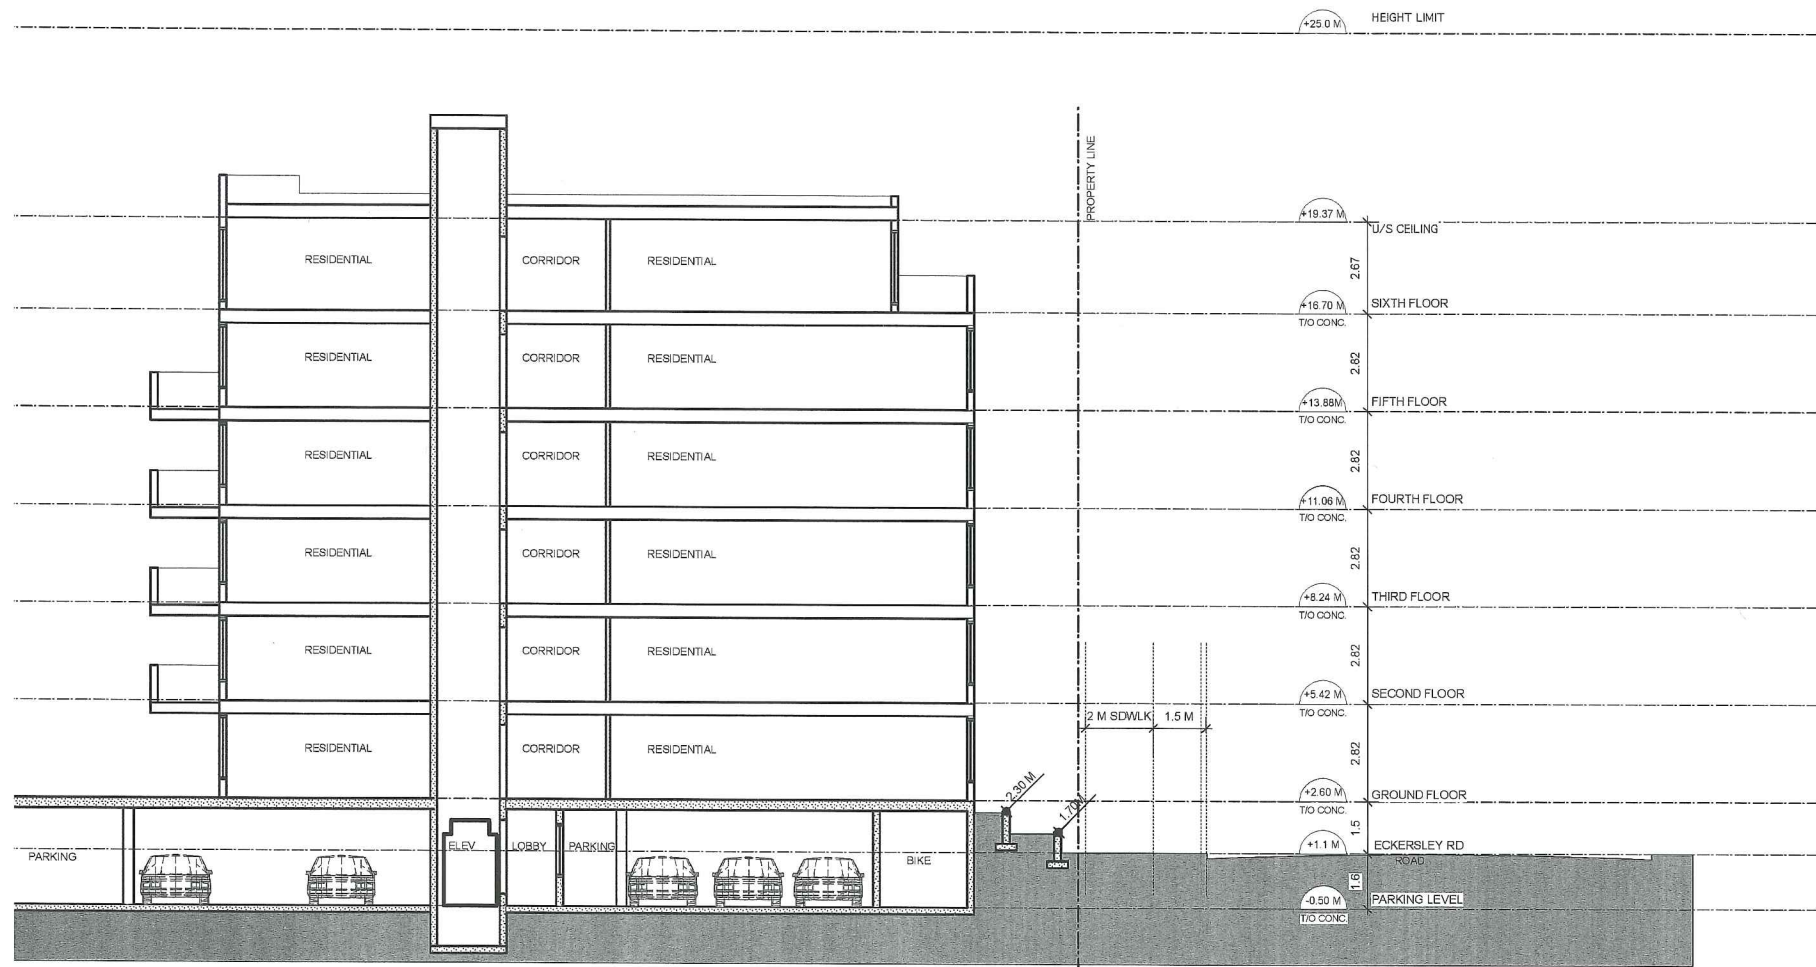 +25.0 M HEIGHT LIMIT
PROPERTY LINE
+19.37 M
U/S CEILING
RESIDENTIAL CORRIDOR RESIDENTIAL
2.67
+16.70 M SIXTH FLOOR
T/O CONC.
RESIDENTIAL CORRIDOR RESIDENTIAL
2.82
+13.88M FIFTH FLOOR
T/O CONC.
RESIDENTIAL CORRIDOR RESIDENTIAL
2.82
+11.06 M FOURTH FLOOR
T/O CONC.
RESIDENTIAL CORRIDOR RESIDENTIAL
2.82
+8.24 M THIRD FLOOR
T/O CONC.
RESIDENTIAL CORRIDOR RESIDENTIAL
2.82
+5.42 M SECOND FLOOR
T/O CONC.
2 M SDWLK 1.5 M
RESIDENTIAL CORRIDOR RESIDENTIAL
2.82
2.30 M
+2.60 M GROUND FLOOR
T/O CONC.
1.70M
1.5
PARKING ELEV LOBBY PARKING BIKE
+1.1 M ECKERSLEY RD
ROAD
1.6
-0.50 M PARKING LEVEL
T/O CONC.